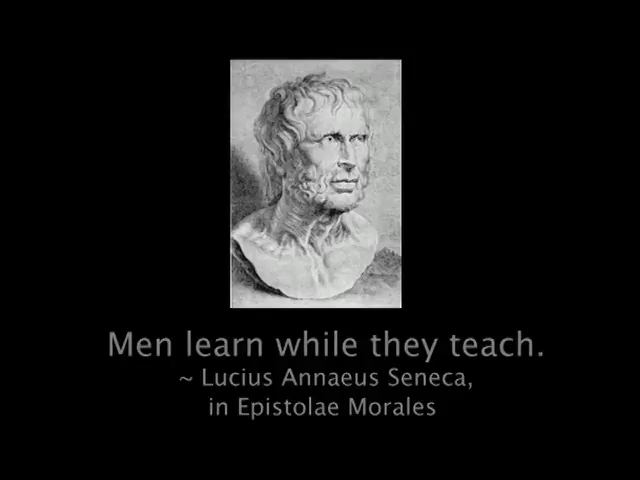 Men learn while they teach.
~ Lucius Annaeus Seneca,
in Epistolae Morales